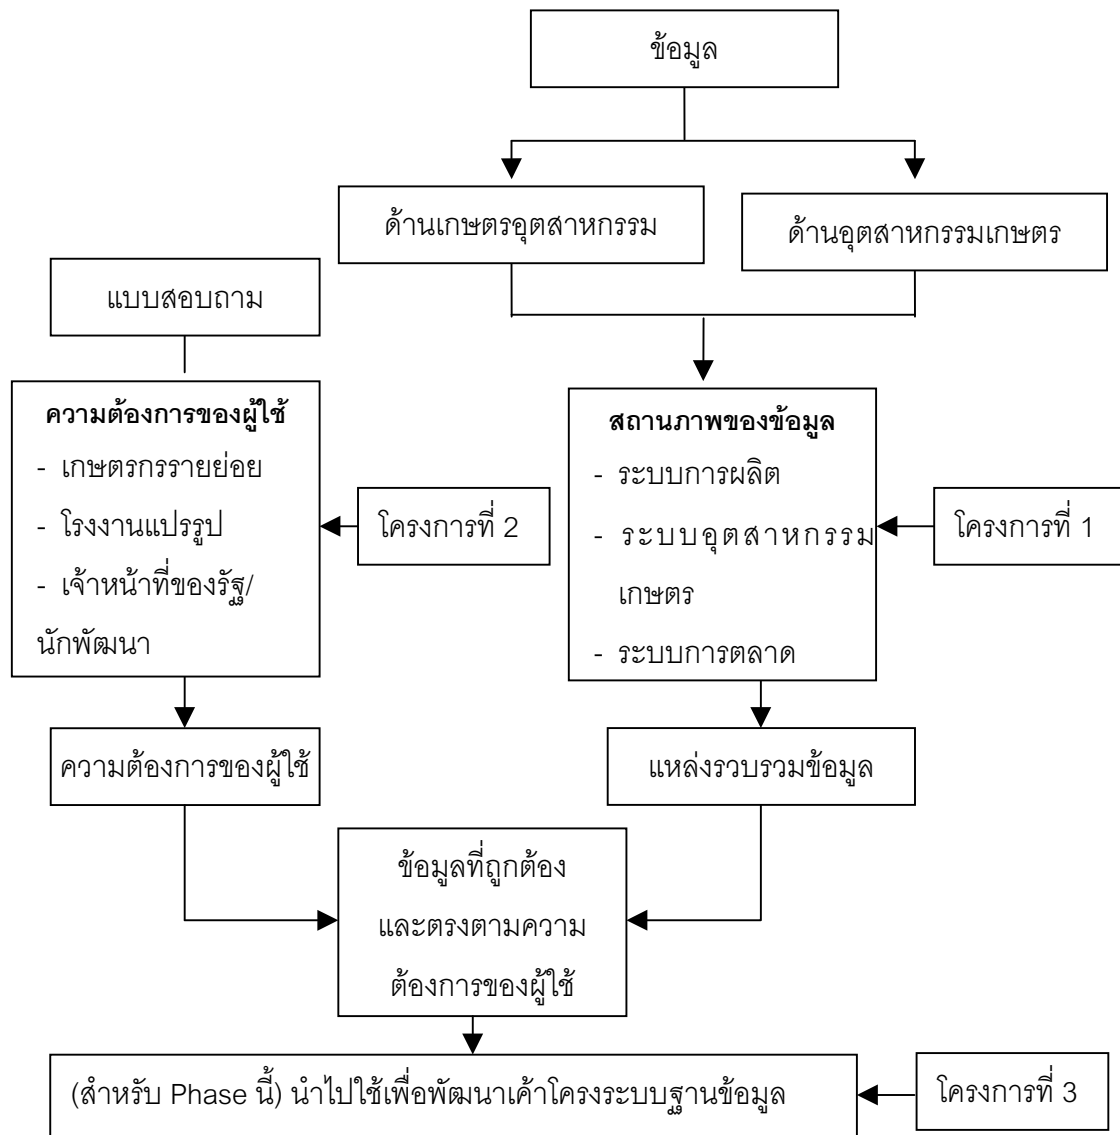 ข้อมูล
ด้านเกษตรอุตสาหกรรม
ด้านอุตสาหกรรมเกษตร
แบบสอบถาม
ความต้องการของผู้ใช้
- เกษตรกรรายย่อย
- โรงงานแปรรูป
- เจ้าหน้าที่ของรัฐ/
นักพัฒนา
โครงการที่ 2
สถานภาพของข้อมูล
- ระบบการผลิต
- ระบบอุตสาหกรรม
เกษตร
- ระบบการตลาด
โครงการที่ 1
ความต้องการของผู้ใช้
แหล่งรวบรวมข้อมูล
ข้อมูลที่ถูกต้อง
และตรงตามความ
ต้องการของผู้ใช้
(สำหรับ Phase นี้) นำไปใช้เพื่อพัฒนาเค้าโครงระบบฐานข้อมูล
โครงการที่ 3